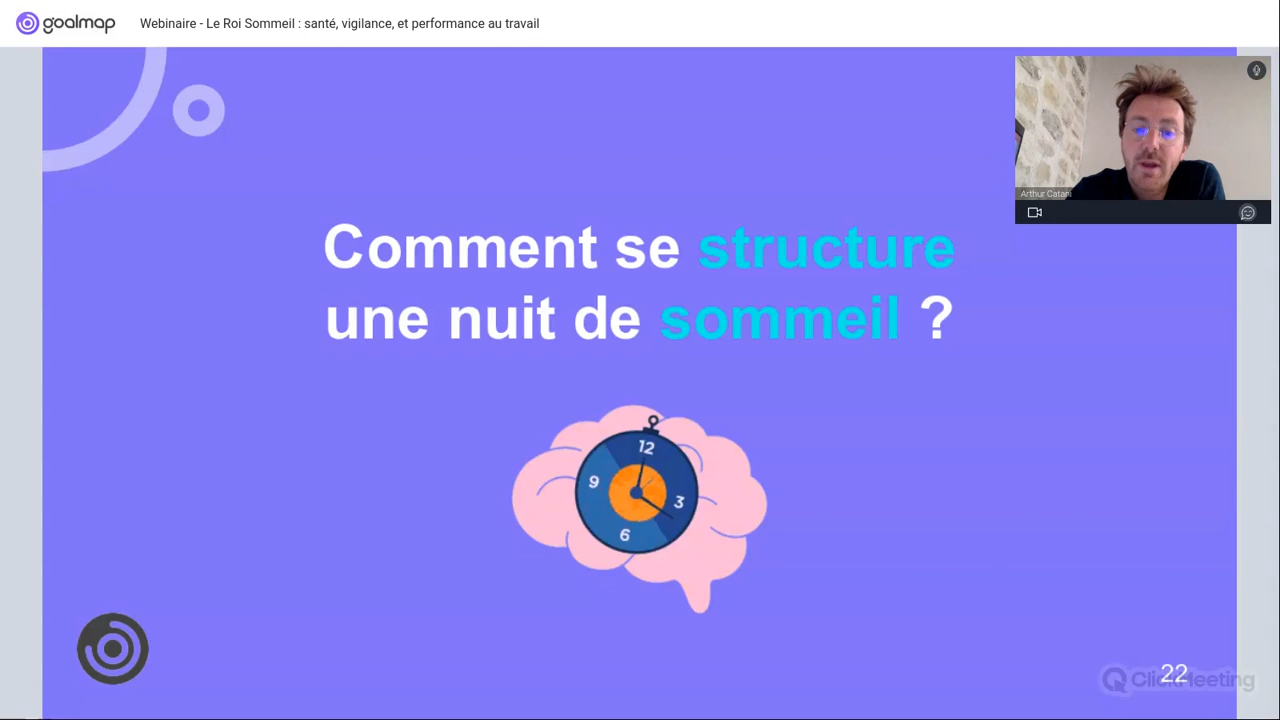 goalmap
Webinaire - Le Roi Sommeil : santé, vigilance, et performance au travail
Arthur Catani
Comment se structure
une nuit de sommeil ?
12
9
3
6
22
ClickMeeting